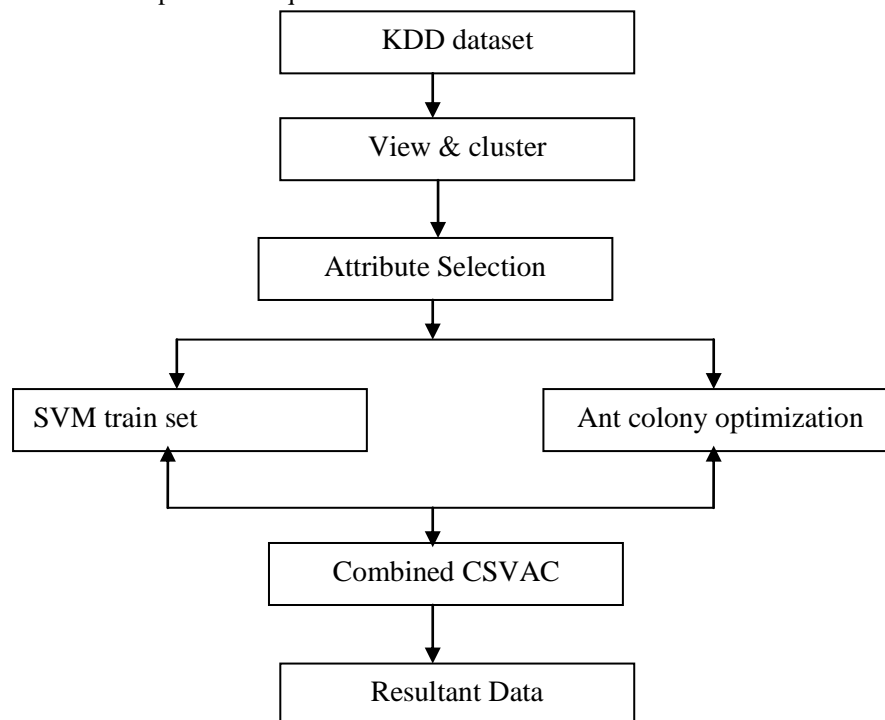 KDD dataset
View & cluster
Attribute Selection
SVM train set
Ant colony optimization
Combined CSVAC
Resultant Data